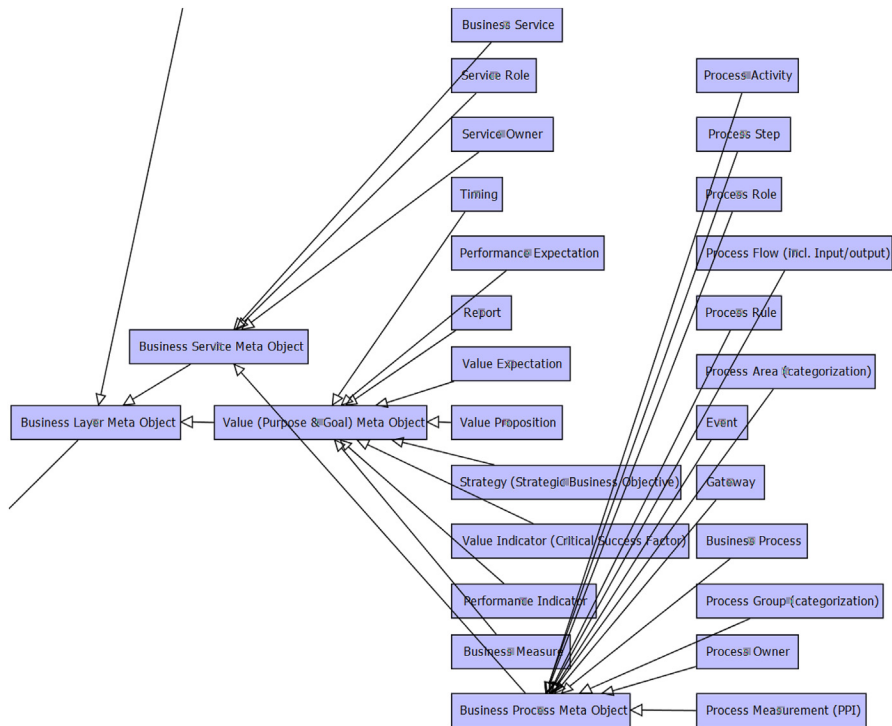 Business Service
Service Role
Process Activity
Service Owner
Process Step
Timing
Process Role
Performance Expectation
Process Flow (incl. Input/output)
Report
Process Rule
Business Service Meta Object
Value Expectation
Process Area (categorization)
Business Layer Meta Object
Value (Purpose & Goal) Meta Object
Value Proposition
Event
Strategy (Strategic Business Objective)
Gateway
Value Indicator (Critical Success Factor)
Business Process
Performance Indicator
Process Group (categorization)
Business Measure
Process Owner
Business Process Meta Object
Process Measurement (PPI)